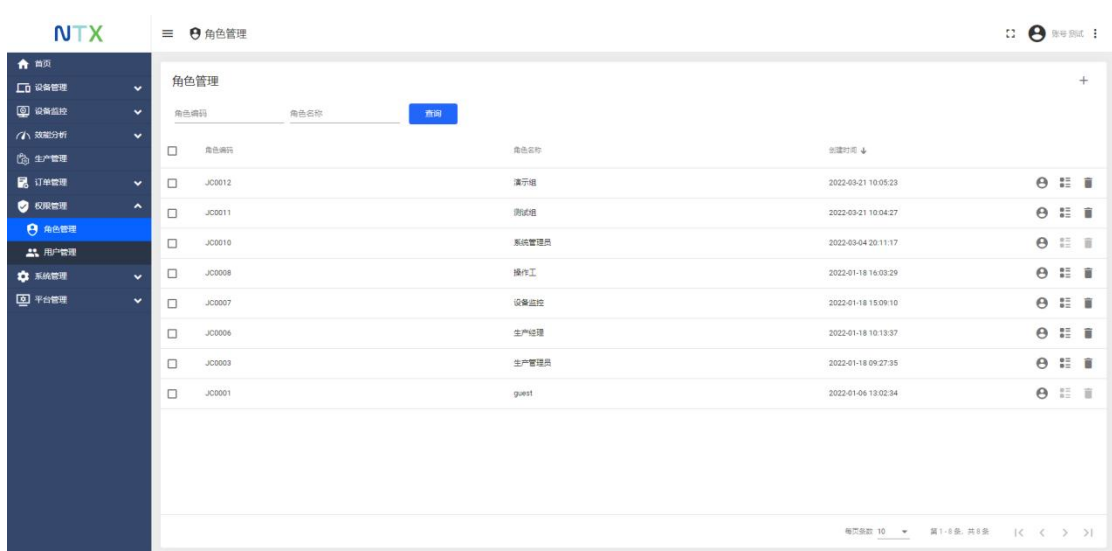 NTX
角色管理
账号 测试
首页
设备管理
设备监控
效能分析
生产管理
订单管理
权限管理
角色管理
用户管理
系统管理
平台管理
角色管理
角色编码 角色名称 查询
角色编码 角色名称 创建时间
JC0012 演示组 2022-03-21 10:05:23
JC0011 测试组 2022-03-21 10:04:27
JC0010 系统管理员 2022-03-04 20:11:17
JC0008 操作工 2022-01-18 16:03:29
JC0007 设备监控 2022-01-18 15:09:10
JC0006 生产经理 2022-01-18 10:13:37
JC0003 生产管理员 2022-01-18 09:27:35
JC0001 guest 2022-01-06 13:02:34
每页条数 10 第 1 - 8 条, 共 8 条